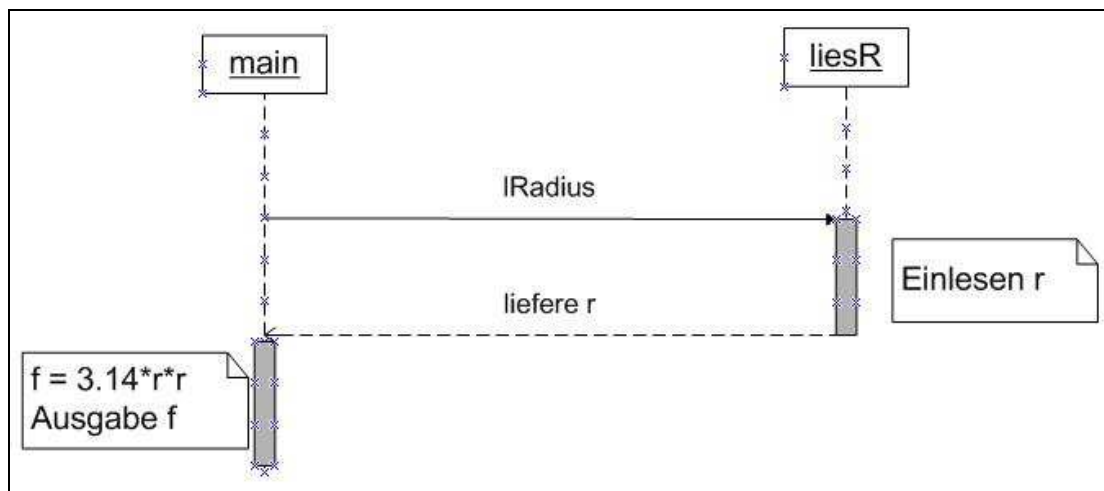 main
liesR
lRadius
Einlesen r
liefere r
f = 3.14*r*r
Ausgabe f